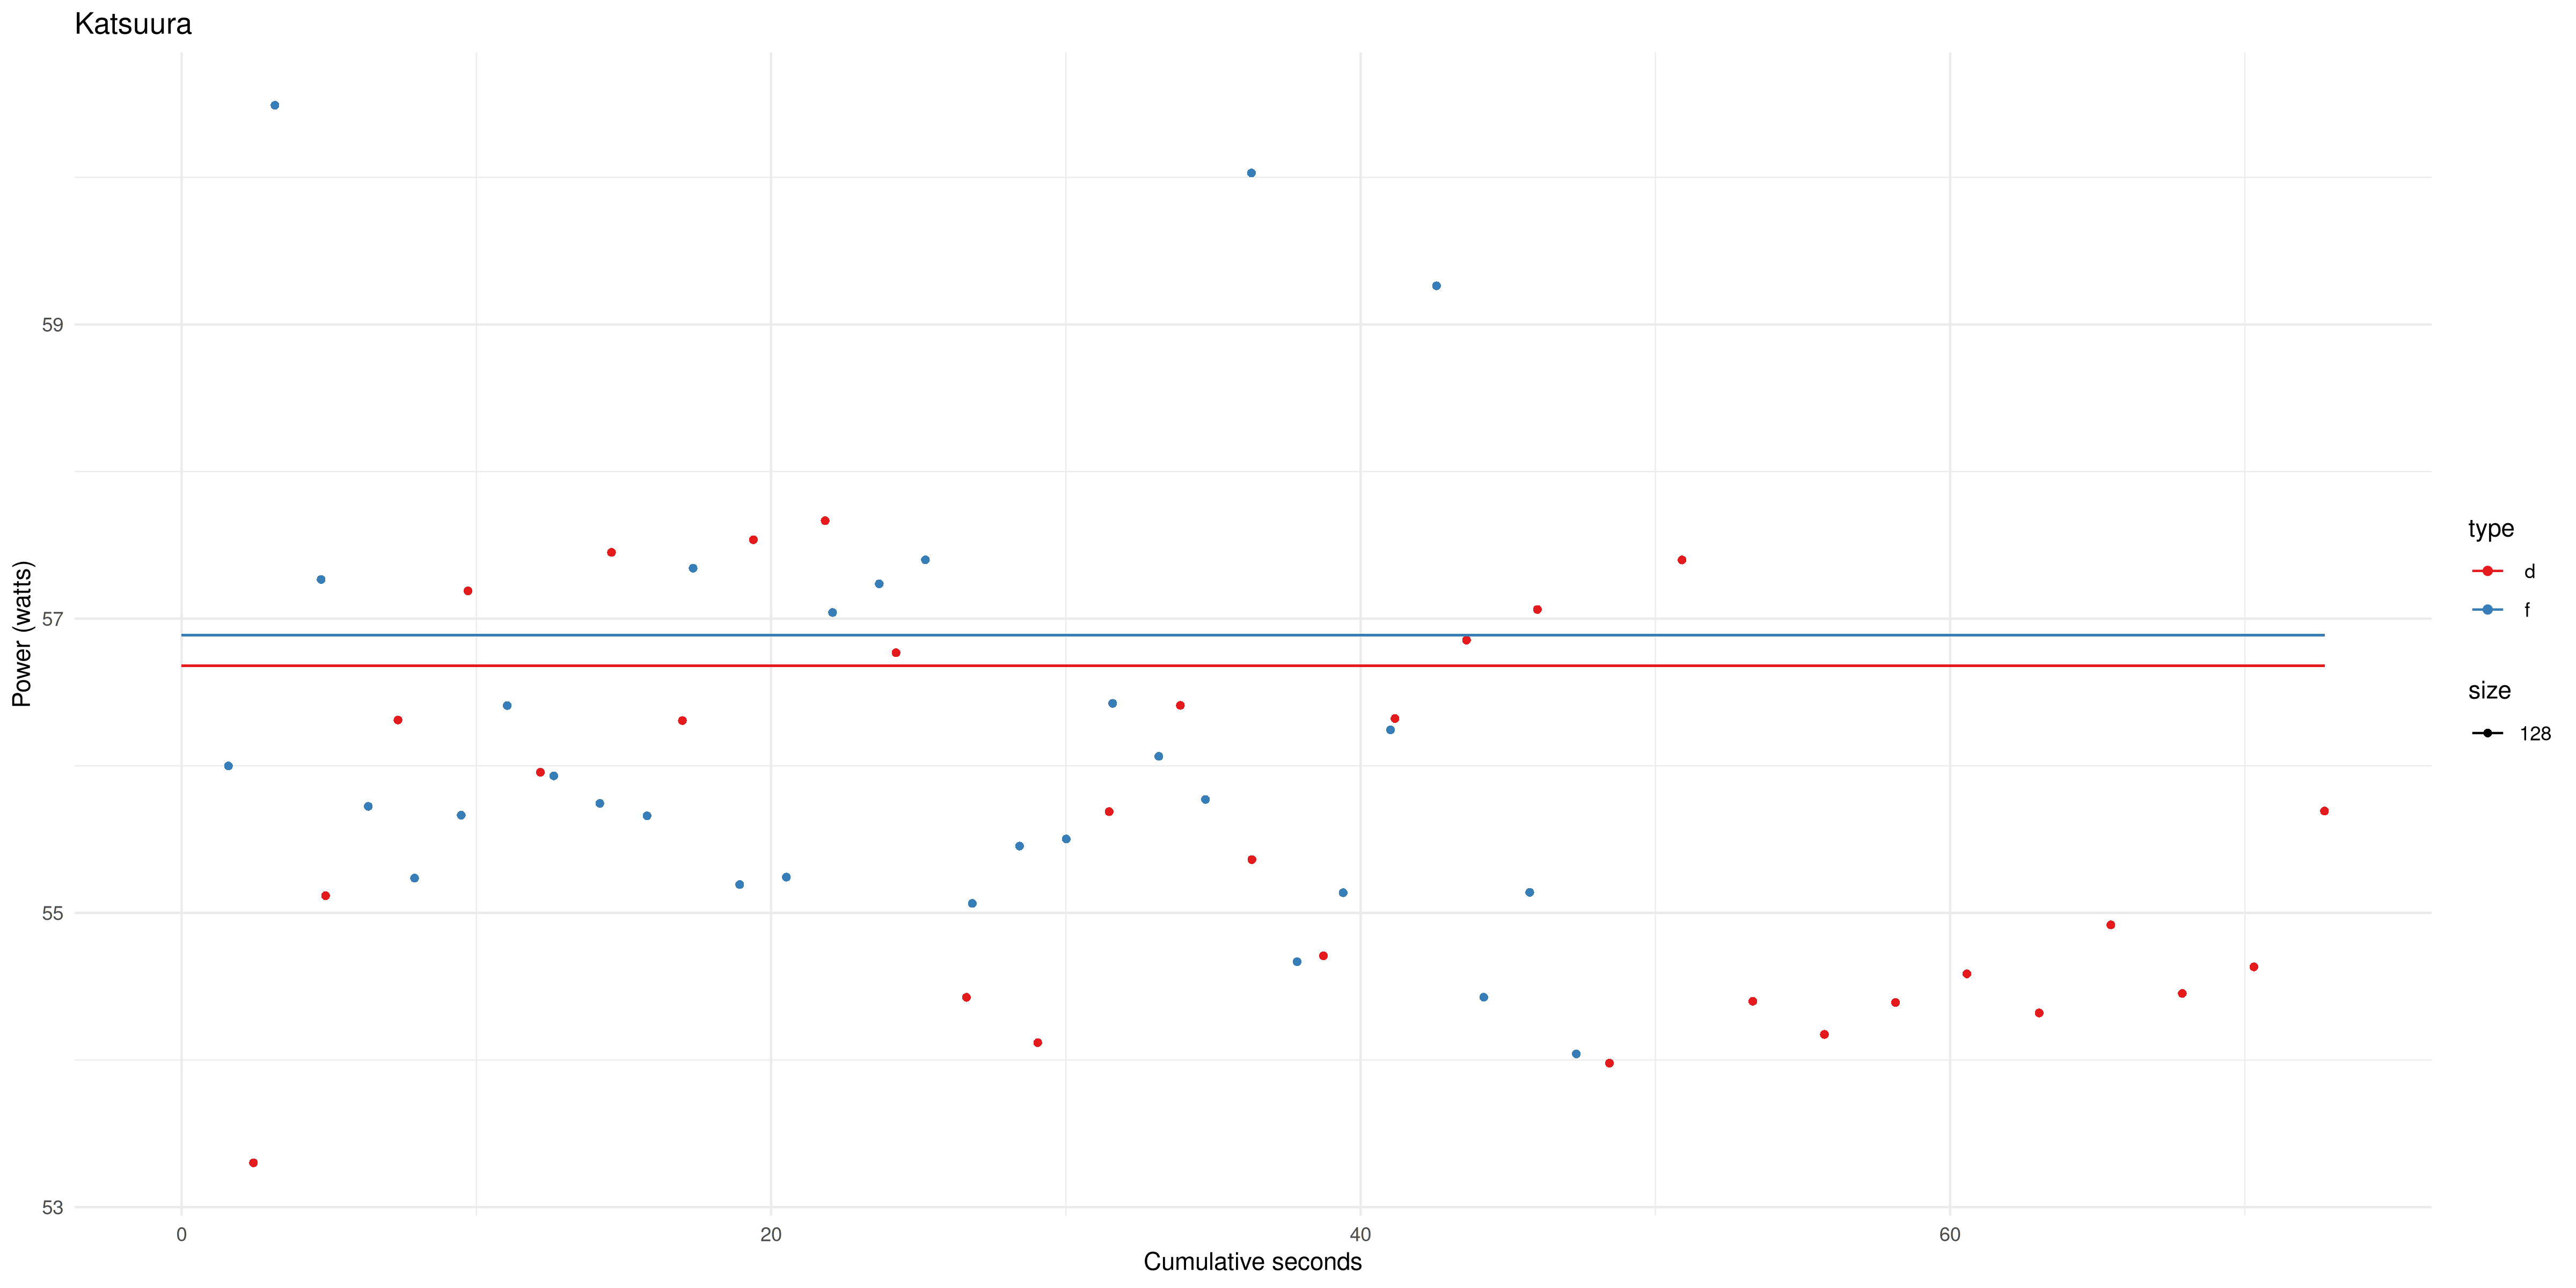 Katsuura
Power (watts)
59
57
55
53
0
20
40
60
Cumulative seconds
type
d
f
size
128